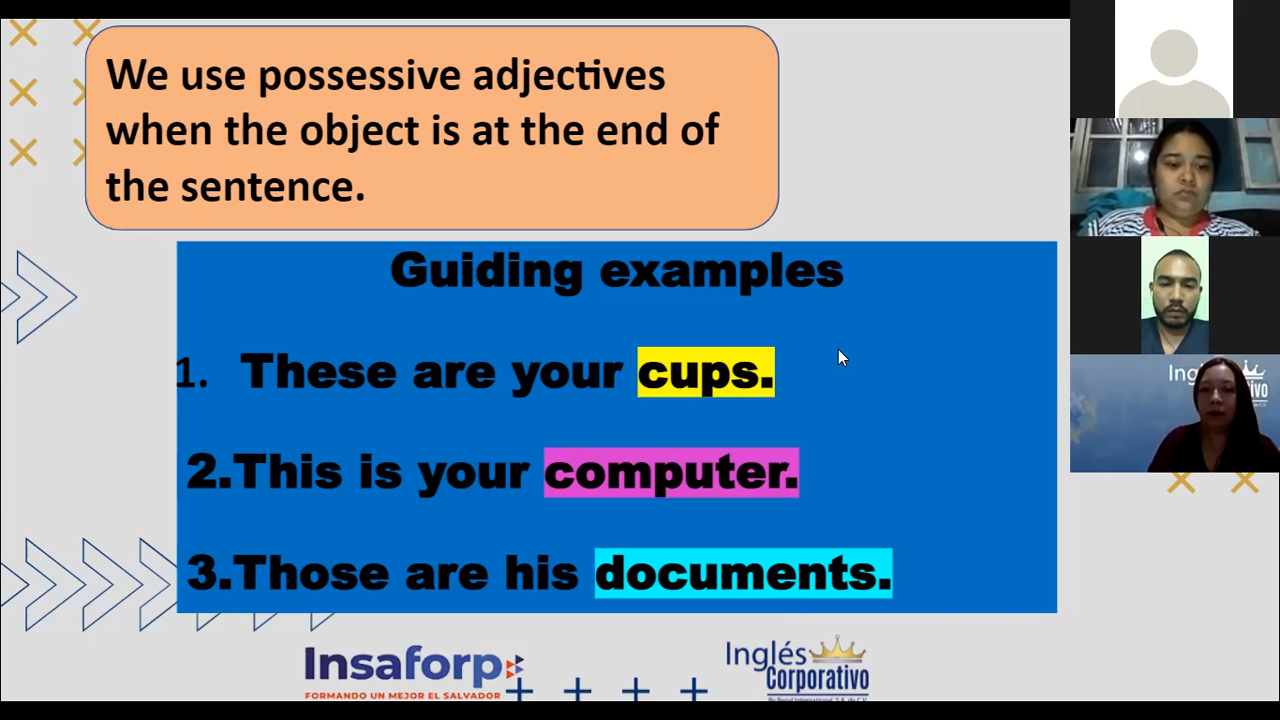 We use possessive adjectives
when the object is at the end of
the sentence.
Guiding examples
1. These are your cups.
2.This is your computer.
3.Those are his documents.
Insaforp
FORMANDO UN MEJOR EL SALVADOR
Inglés
Corporativo